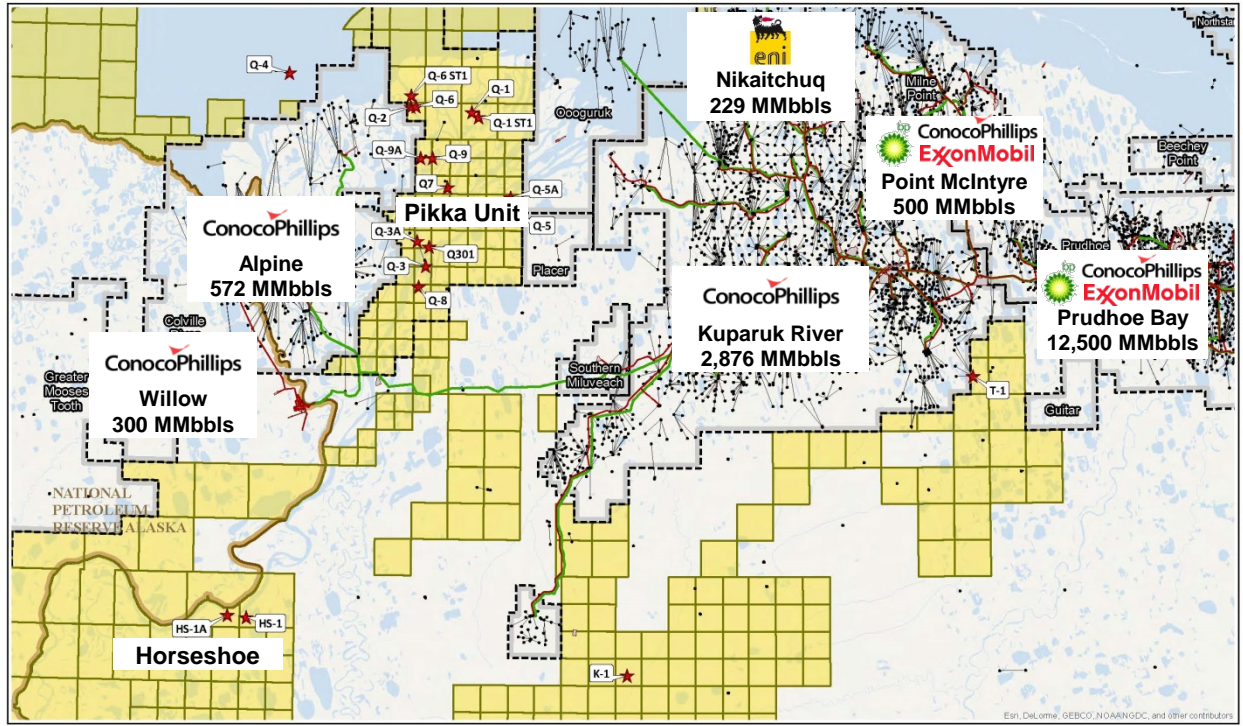 Northstar
Q-4
Q-6 ST1
Q-1
Q-2
Q-6
Q-1 ST1
Oooguruk
eni
Nikaitchuq
229 MMbbls
Milne
Point
bp
ConocoPhillips
ExxonMobil
Point McIntyre
500 MMbbls
Beechey
Point
Q-9A
Q-9
Q7
Q-5A
Pikka Unit
Q-5
Q-3A
Q301
Q-3
Q-8
Placer
ConocoPhillips
Alpine
572 MMbbls
Colville
ConocoPhillips
Willow
300 MMbbls
Greater
Mooses
Tooth
ConocoPhillips
Kuparuk River
2,876 MMbbls
Southern
Miluveach
Prudhoe
bp
ConocoPhillips
ExxonMobil
Prudhoe Bay
12,500 MMbbls
T-1
Guitar
NATIONAL
PETROLEUM
RESERVE ALASKA
HS-1A
HS-1
Horseshoe
K-1
Esri, DeLorme, GEBCO, NOAANGDC, and other contributors